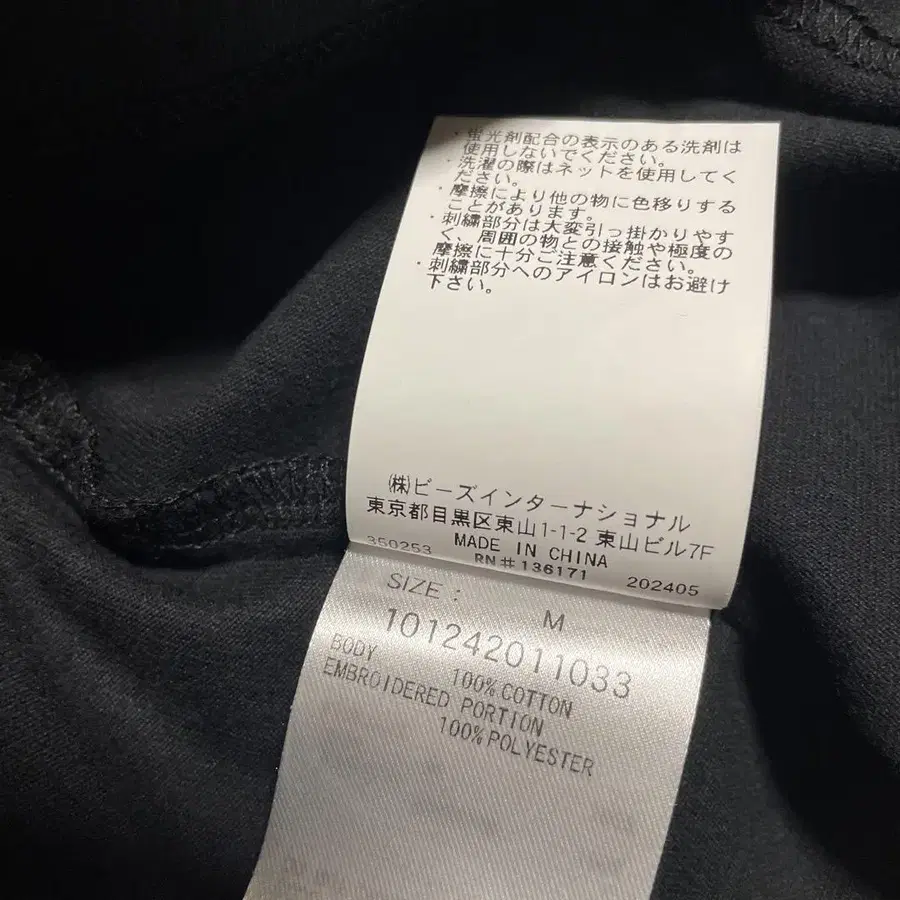 ・蛍光剤配合の表示のある洗剤は
使用しないでください。
・洗濯の際はネットを使用してく
ださい。
・摩擦により他の物に色移りする
ことがあります。
・刺繍部分は大変引っ掛かりやす
く、周囲の物との接触や極度の
摩擦に十分ご注意ください。
・刺繍部分へのアイロンはお避け
下さい。
㈱ビーズインターナショナル
東京都目黒区東山1-1-2 東山ビル7F
350253 MADE IN CHINA
RN#136171 202405
SIZE : M
101242011033
BODY
100% COTTON
EMBROIDERED PORTION
100% POLYESTER